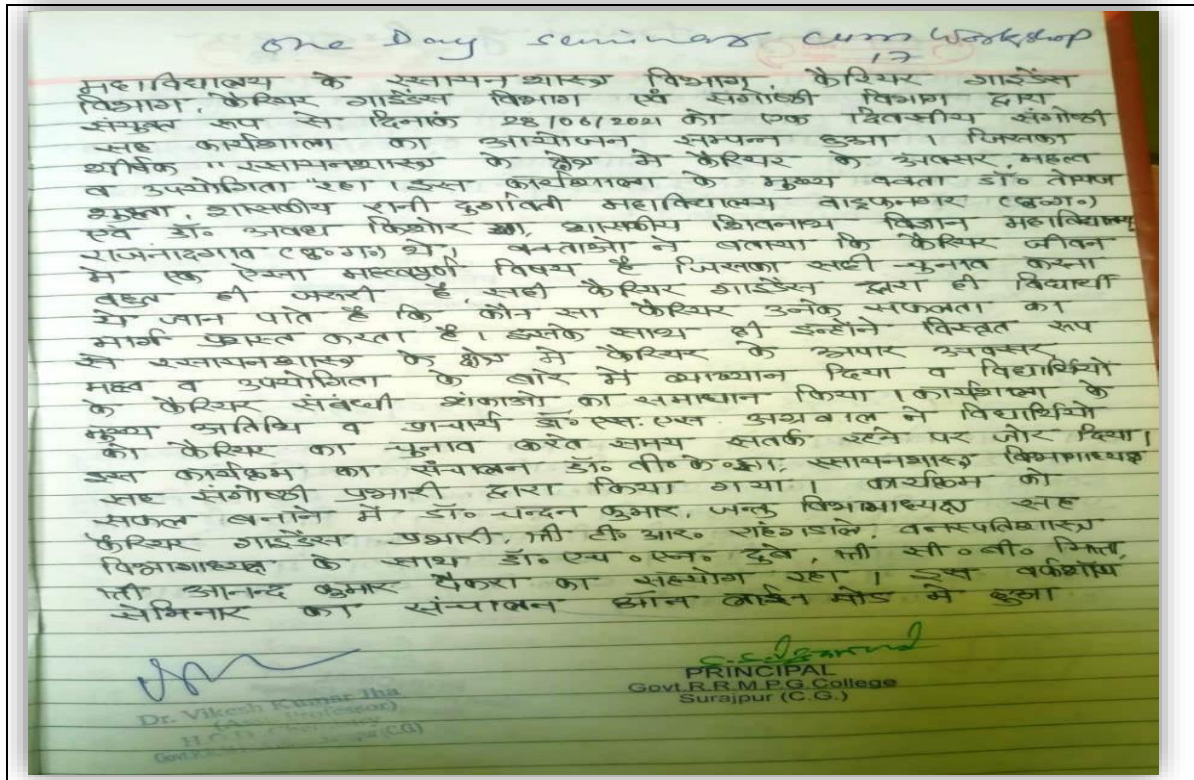 One Day seminar cum Workshop
17
महाविद्यालय के रसायनशास्त्र विभाग, कैरियर गाइडेंस
विभाग, कैरियर गाइडेंस विभाग एवं संगोष्ठी विभाग द्वारा
संयुक्त रूप से दिनांक 28/06/2021 को एक दिवसीय संगोष्ठी
सह कार्यशाला का आयोजन सम्पन्न हुआ । जिसका
शीर्षक "रसायनशास्त्र के क्षेत्र मे कैरियर के अवसर, महत्व
व उपयोगिता" रहा । इस कार्यशाला के मुख्य वक्ता डॉ०
शुक्ला, शासकीय रानी दुर्गावती महाविद्यालय वाड्रफनगर (छ०ग०)
एवं डॉ० अवध किशोर झा, शासकीय शिवनाथ विज्ञान महाविद्यालय
राजनांदगाव (छ०ग०) थे। वक्ताओ ने बताया कि कैरियर जीवन
मे एक ऐसा महत्वपूर्ण विषय है जिसका सही चुनाव करना
बहुत ही जरूरी है, सही कैरियर गाइडेंस द्वारा ही विद्यार्थी
ये जान पाते है कि कौन सा कैरियर उनके सफलता का
मार्ग प्रशस्त करता है। इसके साथ ही इन्होंने विस्तृत रूप
से रसायनशास्त्र के क्षेत्र मे कैरियर के अपार अवसर
महत्व व उपयोगिता के बारे में व्याख्यान दिया व विद्यार्थियो
के कैरियर संबंधी शंकाओ का समाधान किया । कार्यशाला के
मुख्य अतिथि व प्राचार्य डॉ० एस. एस. अग्रवाल ने विद्यार्थियो
को कैरियर का चुनाव करते समय सतर्क रहने पर जोर दिया।
इस कार्यक्रम का संचालन डॉ० वी० के० झा, रसायनशास्त्र विभागाध्यक्ष
सह संगोष्ठी प्रभारी द्वारा किया गया । कार्यक्रम को
सफल बनाने मे डॉ० चन्दन कुमार, जन्तु विभागाध्यक्ष सह
कैरियर गाइडेंस प्रभारी, श्री टी० आर० राहंगडाले, वनस्पतिशास्त्र
विभागाध्यक्ष के साथ डॉ० एच० एन० दुबे, श्री सी० बी० मिश्रा,
श्री आनन्द कुमार पैकरा का सहयोग रहा । इस वर्कशॉप
सेमिनार का संचालन ऑन लाईन मोड मे हुआ
PRINCIPAL
Govt.R.R.M.P.G.College
Surajpur (C.G.)
Dr. Vikesh Kumar Jha
(Asst. Professor)